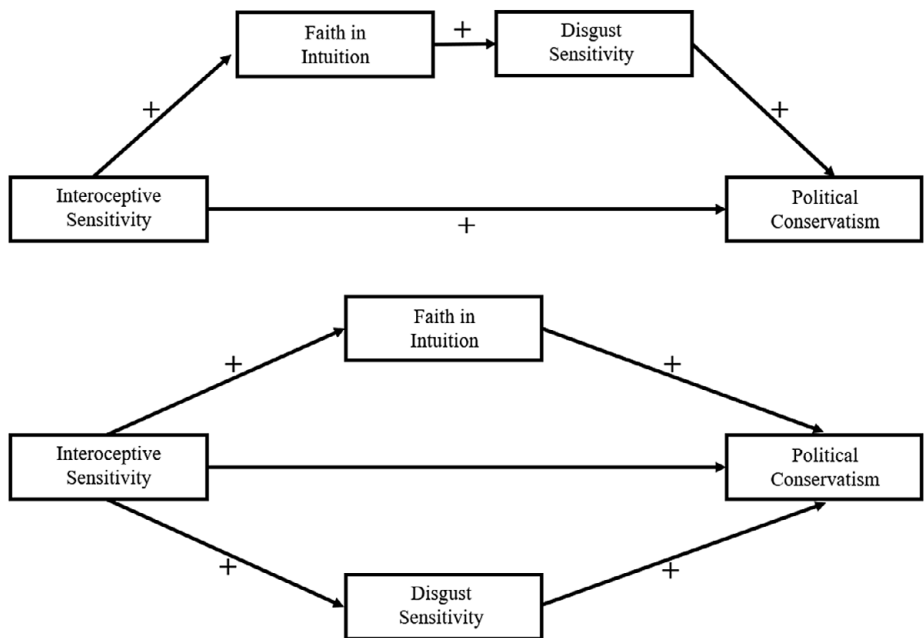 Faith in
Intuition
+
Disgust
Sensitivity
+
+
Interoceptive
Sensitivity
+
Political
Conservatism
Faith in
Intuition
+
+
Interoceptive
Sensitivity
Political
Conservatism
+
+
Disgust
Sensitivity